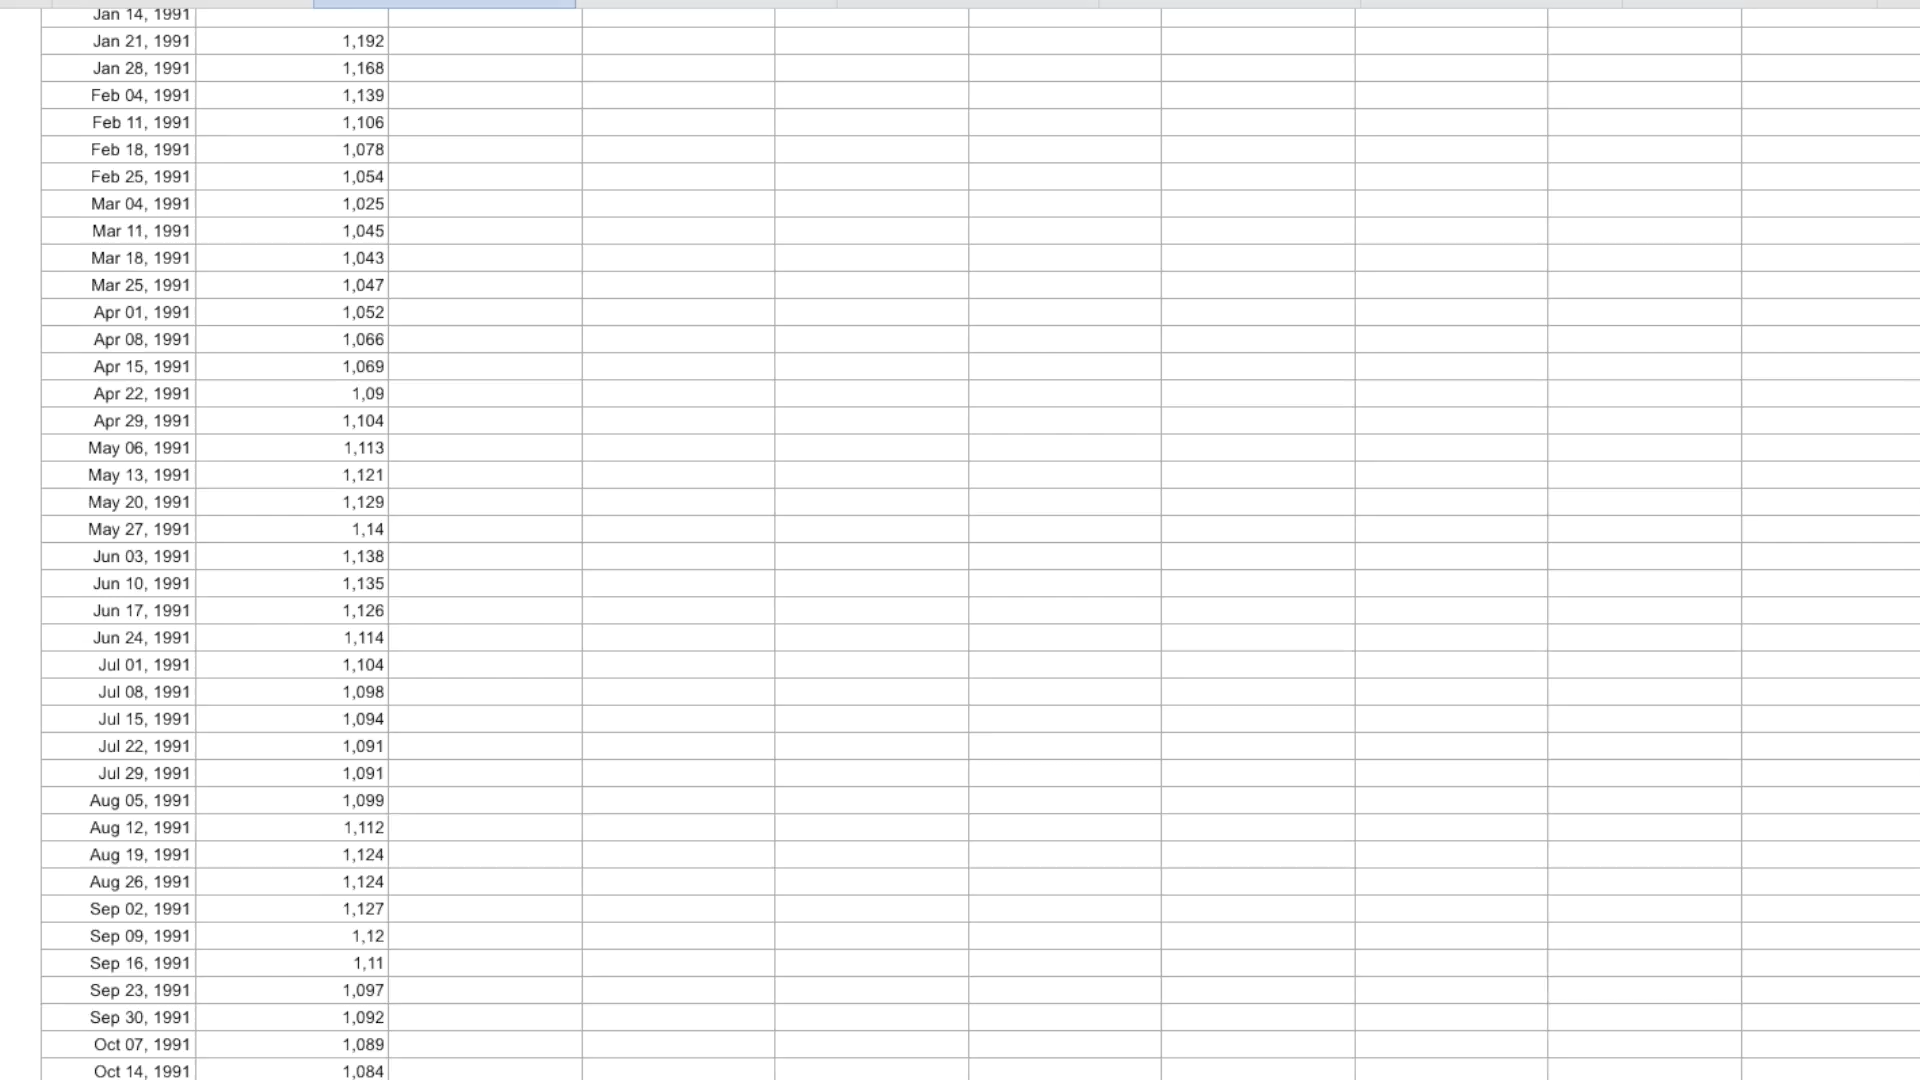 Jan 14, 1991
Jan 21, 1991 1,192
Jan 28, 1991 1,168
Feb 04, 1991 1,139
Feb 11, 1991 1,106
Feb 18, 1991 1,078
Feb 25, 1991 1,054
Mar 04, 1991 1,025
Mar 11, 1991 1,045
Mar 18, 1991 1,043
Mar 25, 1991 1,047
Apr 01, 1991 1,052
Apr 08, 1991 1,066
Apr 15, 1991 1,069
Apr 22, 1991 1,09
Apr 29, 1991 1,104
May 06, 1991 1,113
May 13, 1991 1,121
May 20, 1991 1,129
May 27, 1991 1,14
Jun 03, 1991 1,138
Jun 10, 1991 1,135
Jun 17, 1991 1,126
Jun 24, 1991 1,114
Jul 01, 1991 1,104
Jul 08, 1991 1,098
Jul 15, 1991 1,094
Jul 22, 1991 1,091
Jul 29, 1991 1,091
Aug 05, 1991 1,099
Aug 12, 1991 1,112
Aug 19, 1991 1,124
Aug 26, 1991 1,124
Sep 02, 1991 1,127
Sep 09, 1991 1,12
Sep 16, 1991 1,11
Sep 23, 1991 1,097
Sep 30, 1991 1,092
Oct 07, 1991 1,089
Oct 14, 1991 1,084